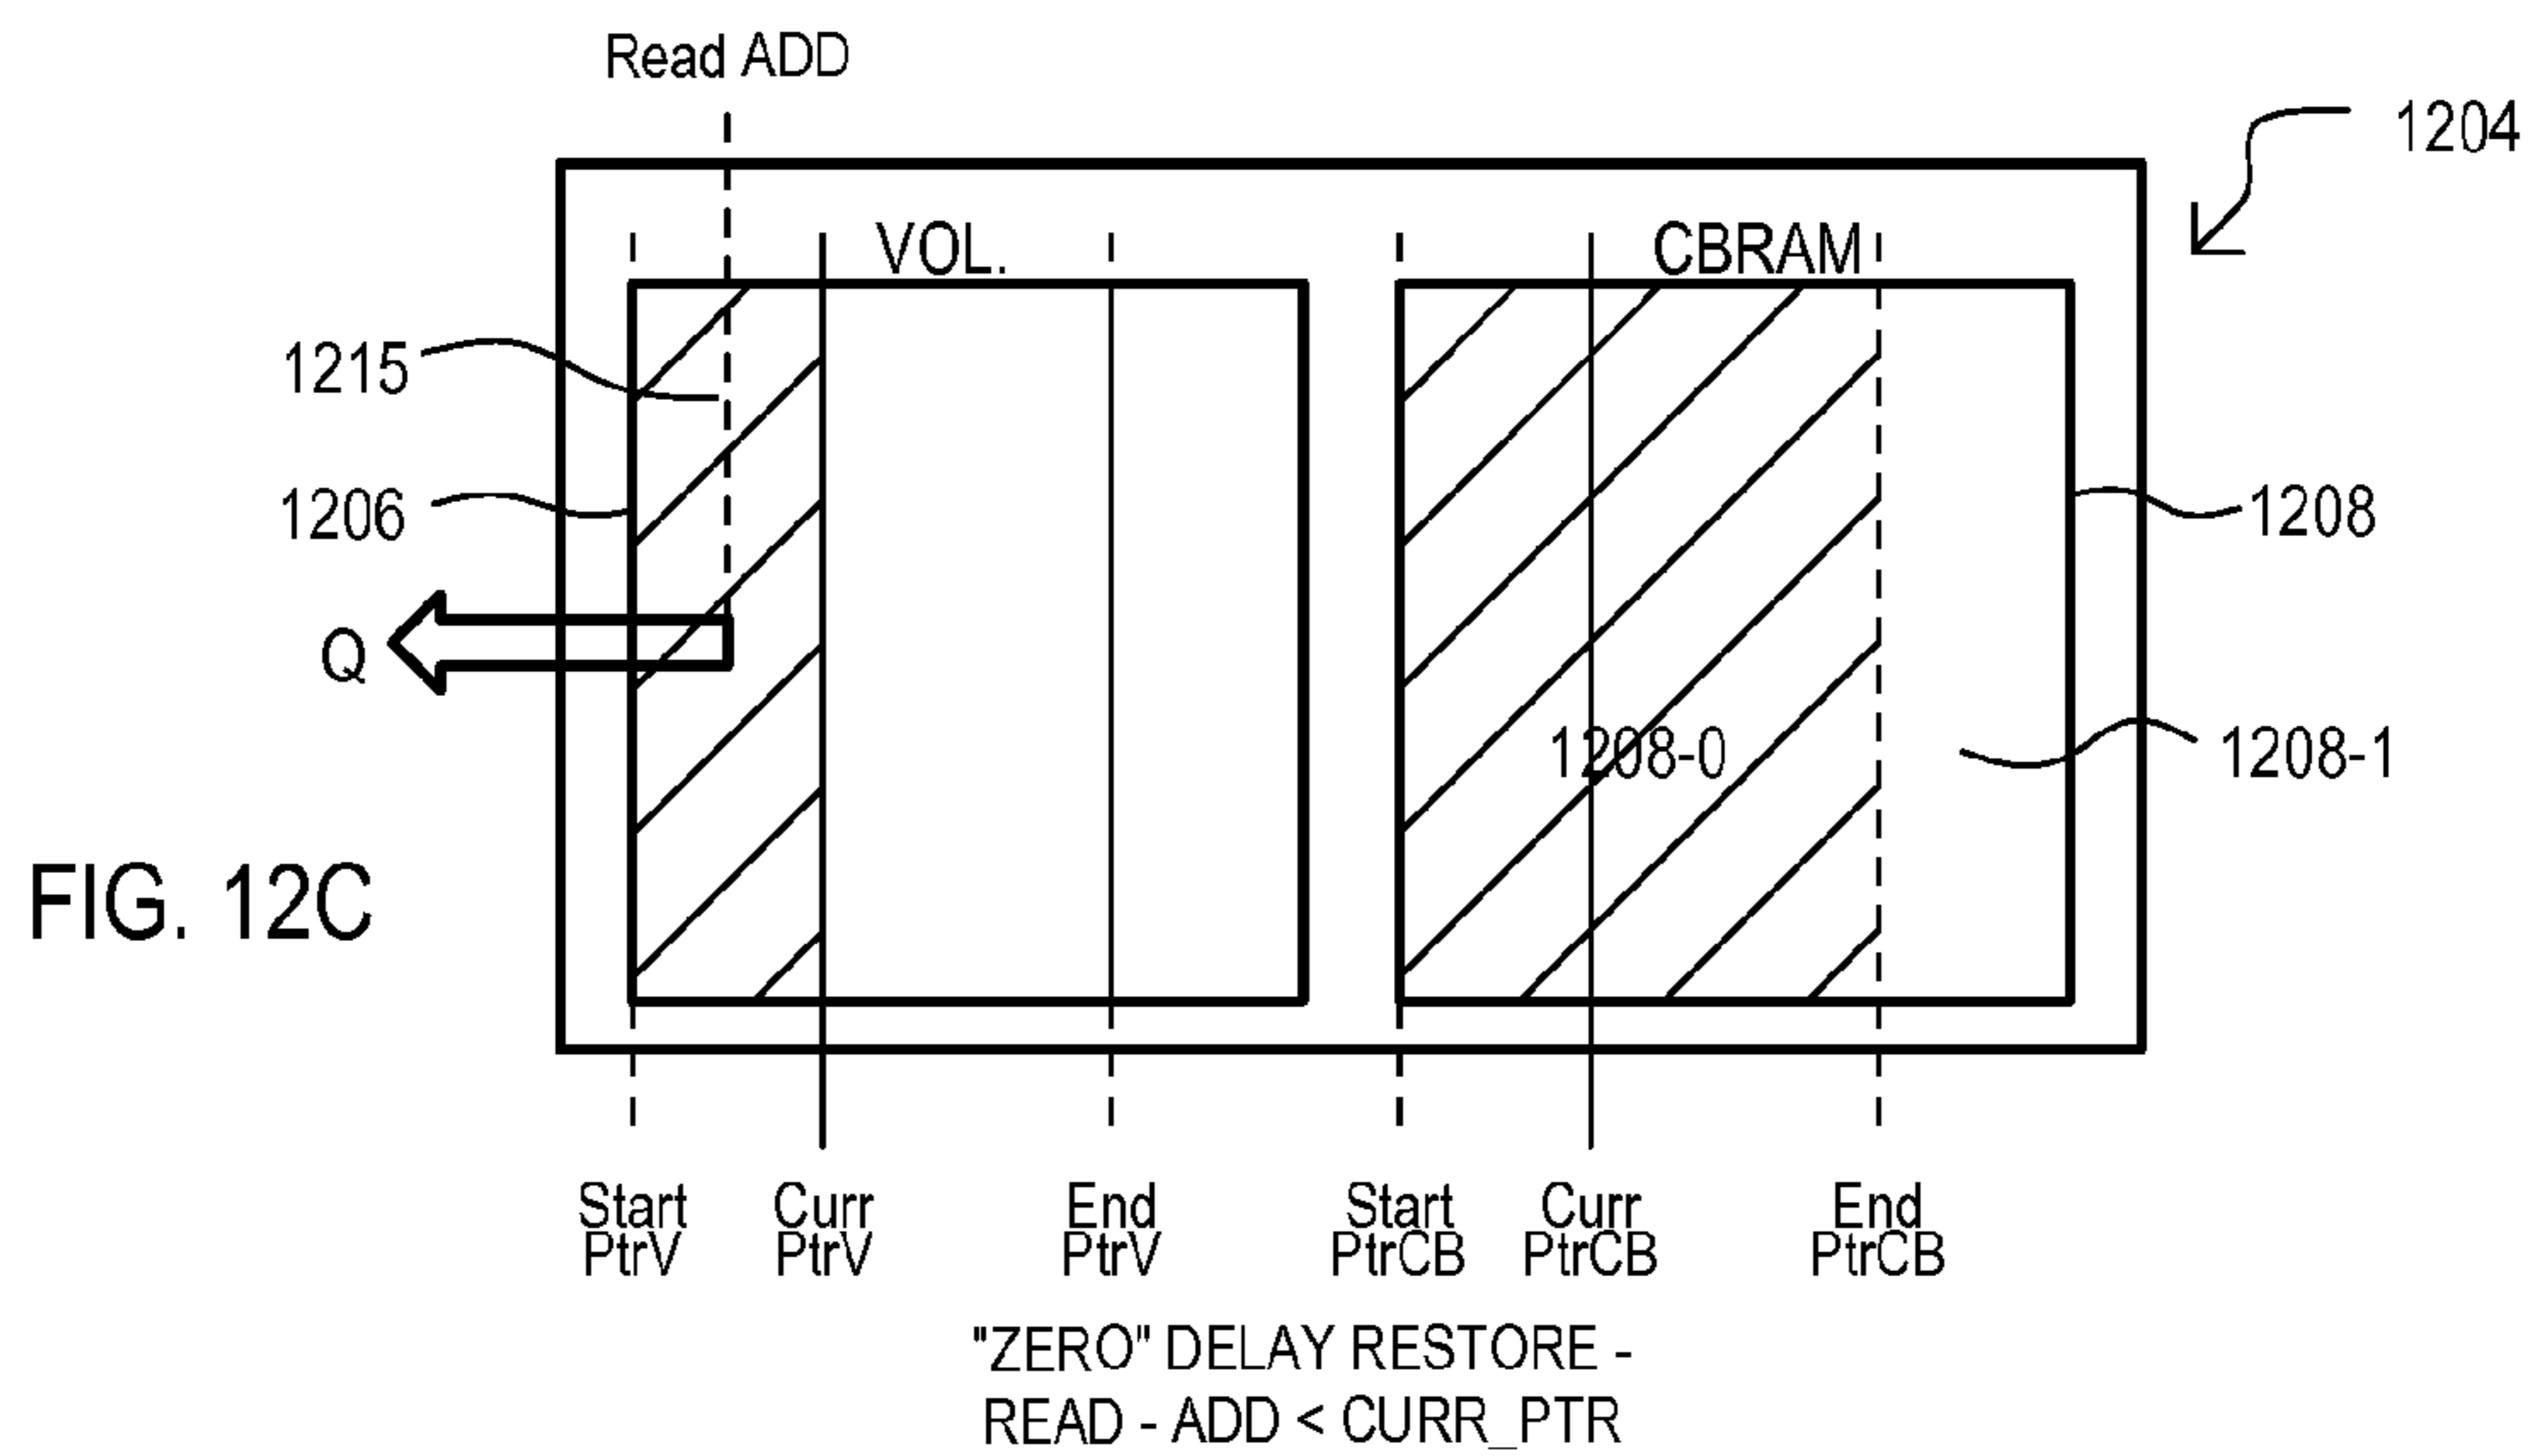 Read ADD
1204
VOL.
CBRAM
1215
1206
1208
Q
1208-0
1208-1
FIG. 12C
Start PtrV
Curr PtrV
End PtrV
Start PtrCB
Curr PtrCB
End PtrCB
"ZERO" DELAY RESTORE -
READ - ADD < CURR_PTR